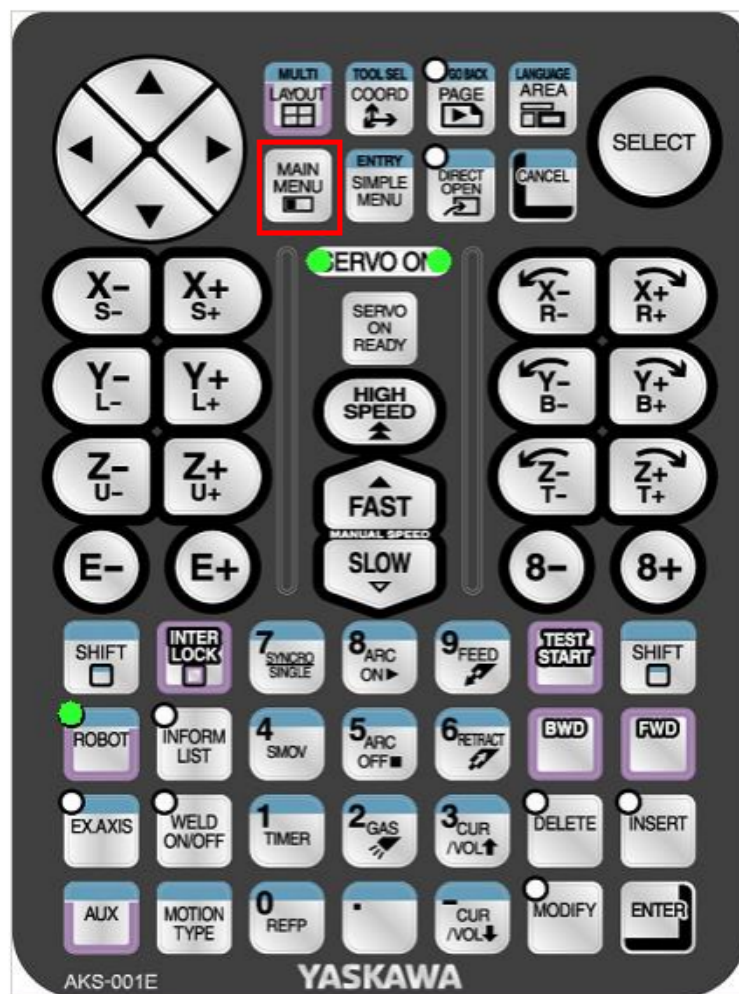 MULTI
LAYOUT
TOOL SEL
COORD
GO BACK
PAGE
LANGUAGE
AREA
SELECT
MAIN
MENU
ENTRY
SIMPLE
MENU
DIRECT
OPEN
CANCEL
SERVO ON
X-
S-
X+
S+
SERVO
ON
READY
X-
R-
X+
R+
Y-
L-
Y+
L+
HIGH
SPEED
Y-
B-
Y+
B+
Z-
U-
Z+
U+
FAST
MANUAL SPEED
SLOW
Z-
T-
Z+
T+
E-
E+
8-
8+
SHIFT
INTER
LOCK
7
SYNCRO
SINGLE
8
ARC
ON▶
9
FEED
TEST
START
SHIFT
ROBOT
INFORM
LIST
4
SMOV
5
ARC
OFF■
6
RETRACT
BWD
FWD
EX.AXIS
WELD
ON/OFF
1
TIMER
2
GAS
3
CUR
/VOL⬆
DELETE
INSERT
AUX
MOTION
TYPE
0
REFP
.
-
CUR
/VOL⬇
MODIFY
ENTER
AKS-001E
YASKAWA